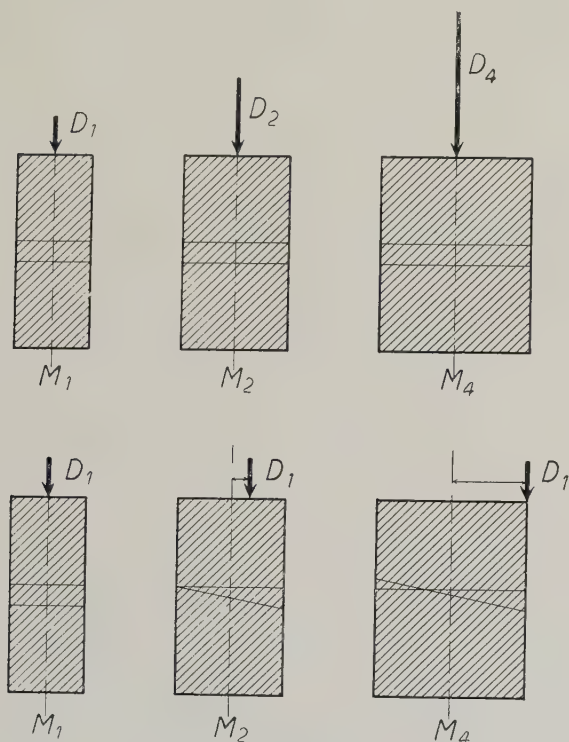 D₁ D₂ D₄
M₁ M₂ M₄
D₁ D₁ D₁
M₁ M₂ M₄